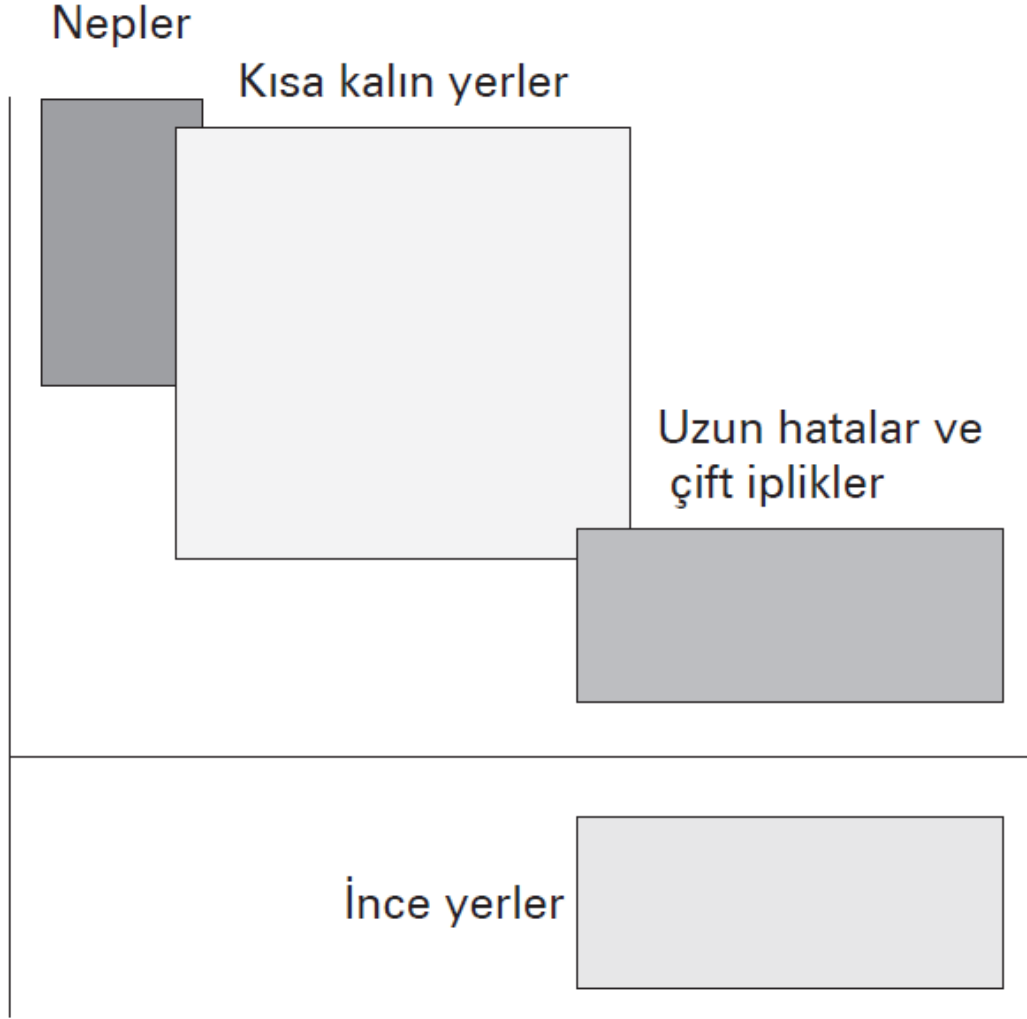 Nepler
Kısa kalın yerler
Uzun hatalar ve
çift iplikler
İnce yerler